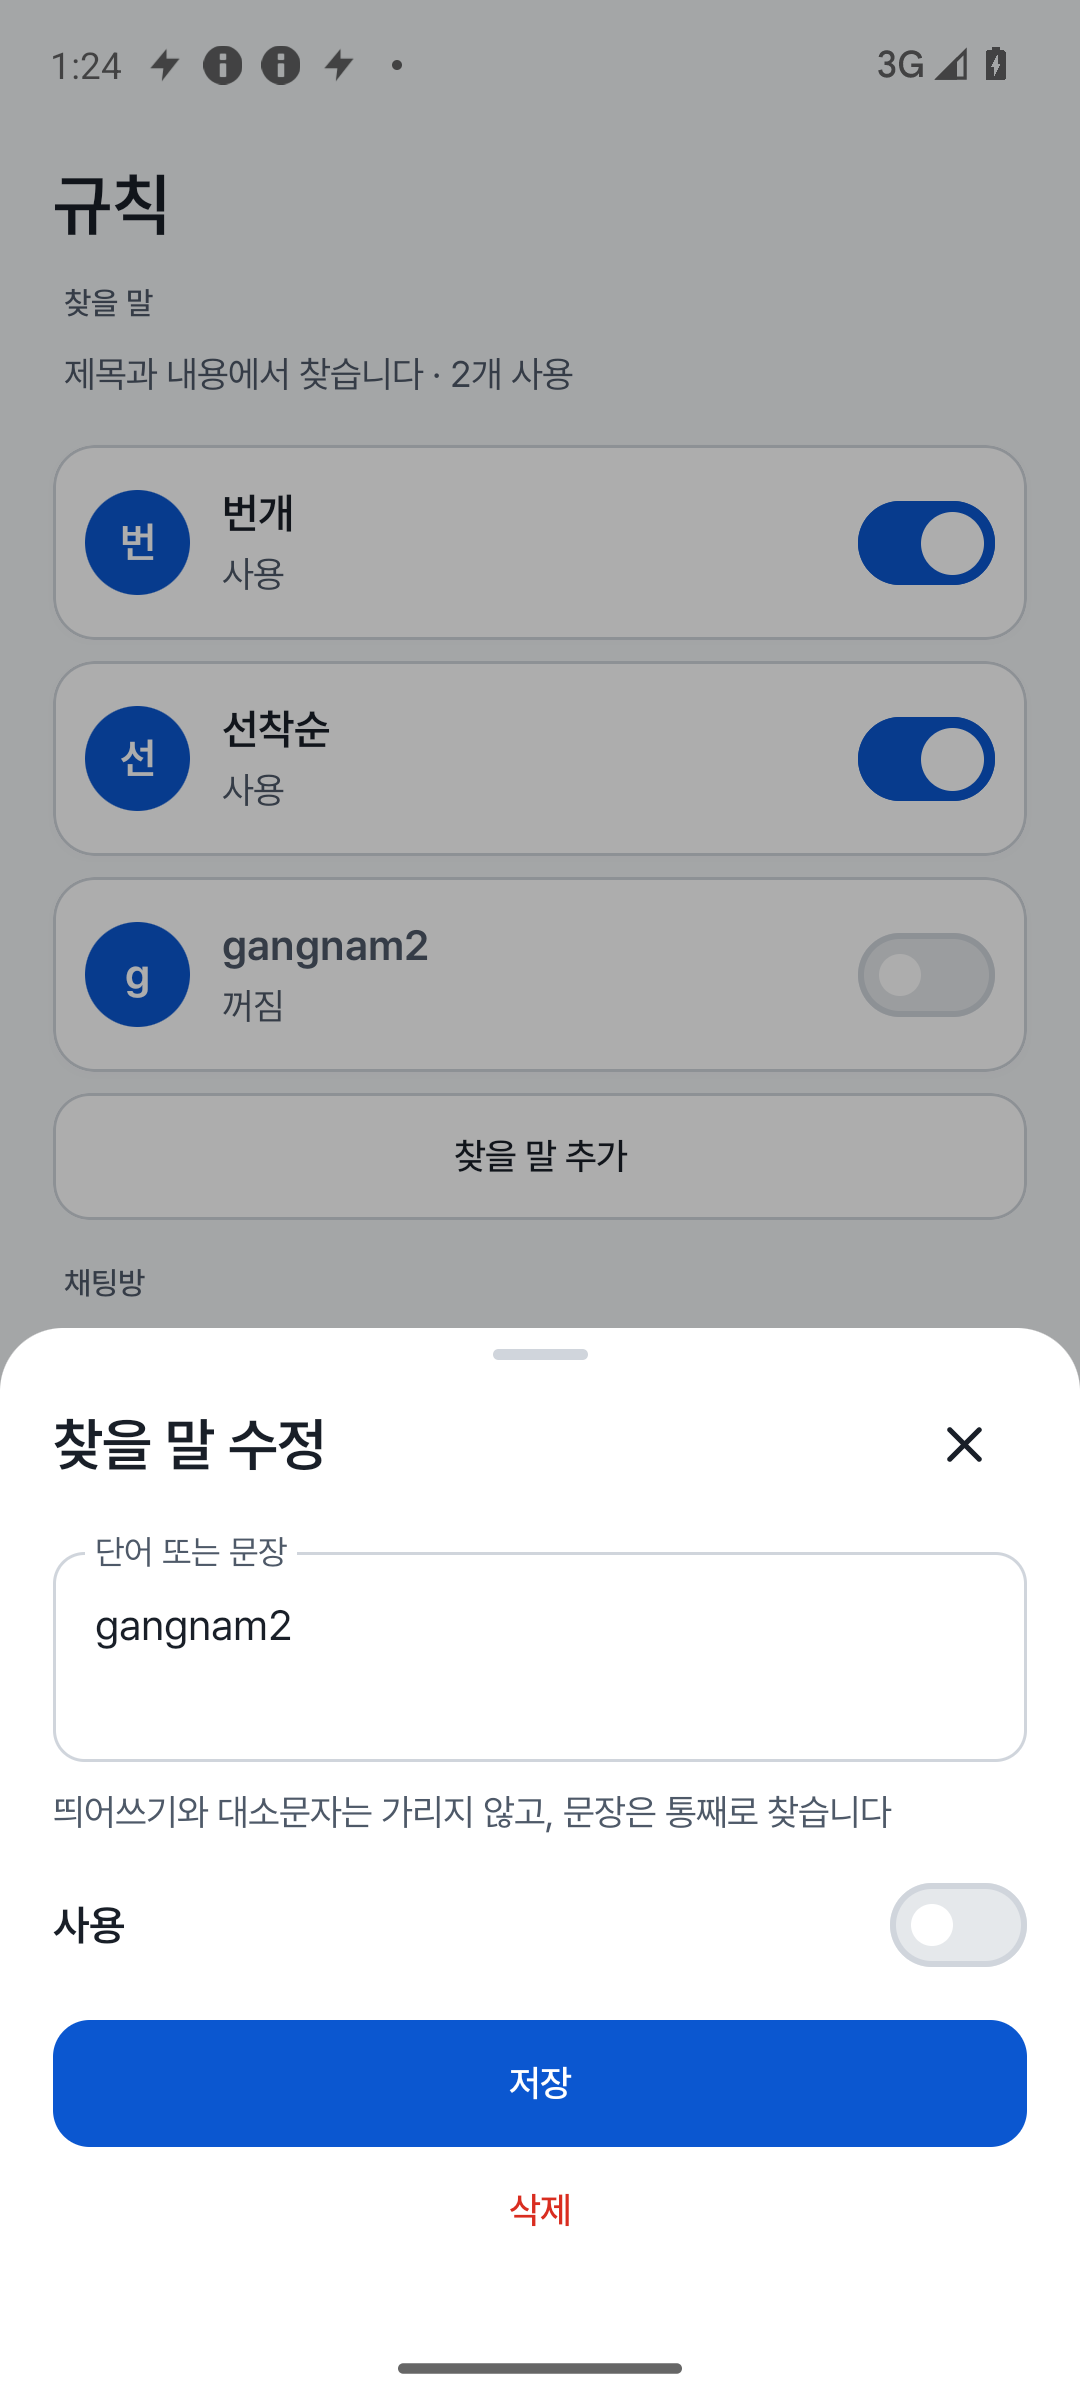 1:24
3G
규칙
찾을 말
제목과 내용에서 찾습니다 · 2개 사용
번
번개
사용
선
선착순
사용
g
gangnam2
꺼짐
찾을 말 추가
채팅방
찾을 말 수정
단어 또는 문장
gangnam2
띄어쓰기와 대소문자는 가리지 않고, 문장은 통째로 찾습니다
사용
저장
삭제